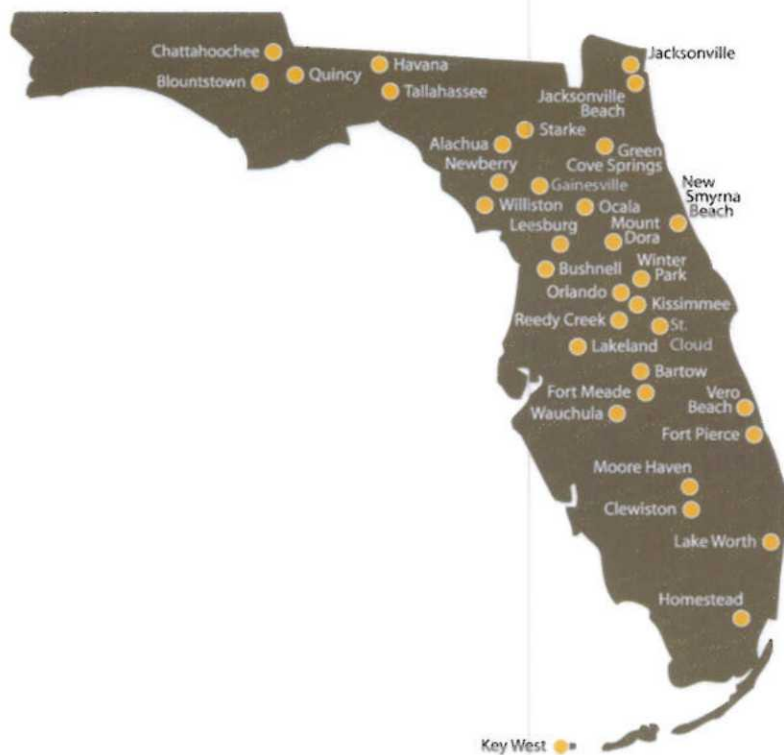 Chattahoochee
Blountstown
Quincy
Havana
Tallahassee
Jacksonville
Jacksonville
Beach
Starke
Alachua
Green
Cove Springs
Newberry
Gainesville
New
Smyrna
Beach
Williston
Ocala
Leesburg
Mount
Dora
Bushnell
Winter
Park
Orlando
Kissimmee
Reedy Creek
St.
Cloud
Lakeland
Bartow
Fort Meade
Vero
Beach
Wauchula
Fort Pierce
Moore Haven
Clewiston
Lake Worth
Homestead
Key West